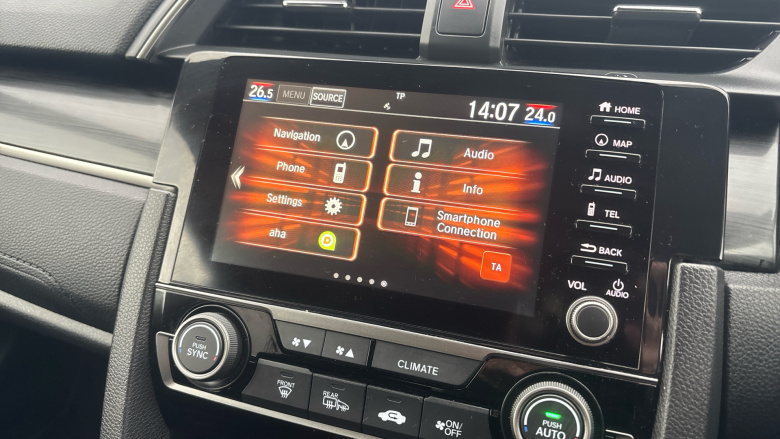 26.5 MENU SOURCE TP 14:07 24.0
Navigation
Phone
Settings
aha
Audio
Info
Smartphone
Connection
TA
HOME
MAP
AUDIO
TEL
BACK
VOL AUDIO
PUSH
SYNC
CLIMATE
FRONT
REAR
ON/
OFF
PUSH
AUTO